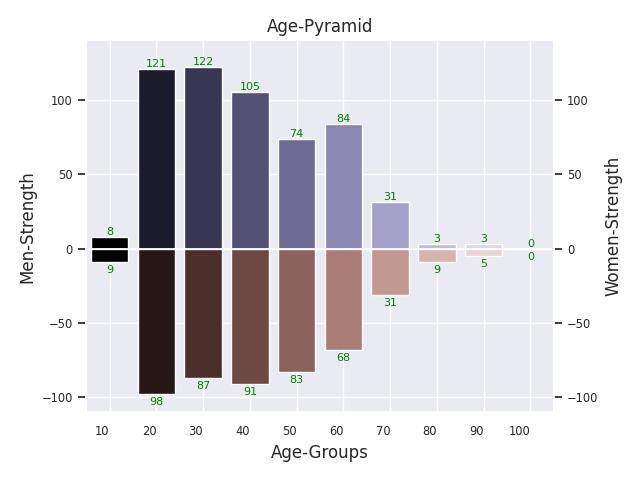 Age-Pyramid
121 122 105 74 84 31 8 3 3 0
100 100
50 50
0 0
−50 −50
−100 −100
9 98 87 91 83 68 31 9 5 0
Men-Strength
Women-Strength
10 20 30 40 50 60 70 80 90 100
Age-Groups